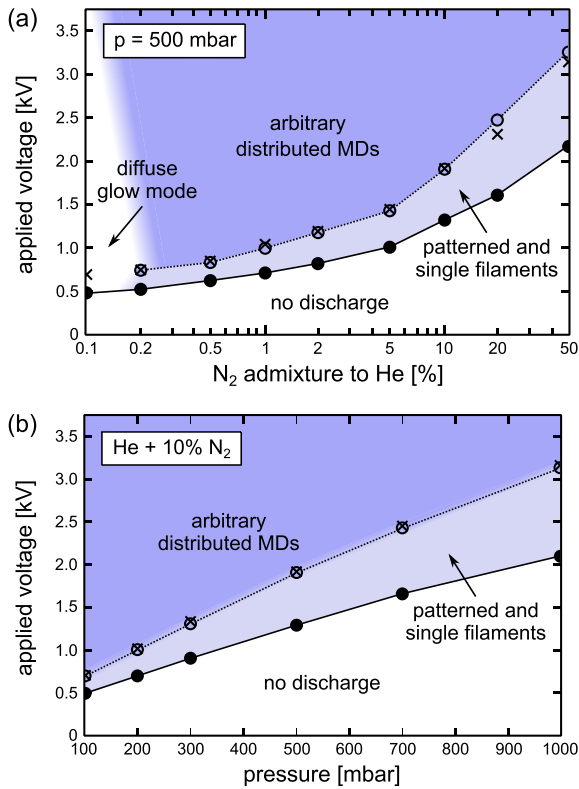 (a)
p = 500 mbar
applied voltage [kV]
3.5
3.0
2.5
2.0
1.5
1.0
0.5
0
arbitrary
distributed MDs
diffuse
glow mode
patterned and
single filaments
no discharge
0.1 0.2 0.5 1 2 5 10 20 50
N₂ admixture to He [%]
(b)
He + 10% N₂
applied voltage [kV]
3.5
3.0
2.5
2.0
1.5
1.0
0.5
0
arbitrary
distributed MDs
patterned and
single filaments
no discharge
100 200 300 400 500 600 700 800 900 1000
pressure [mbar]